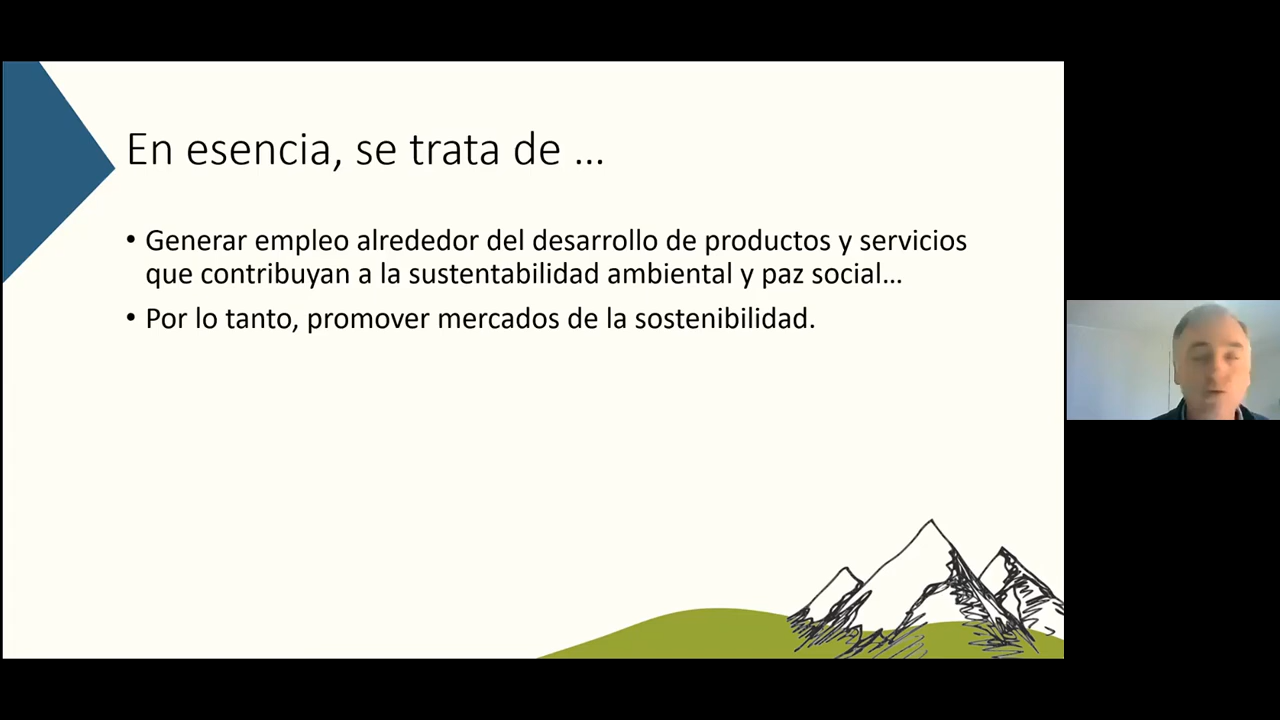 En esencia, se trata de ...
• Generar empleo alrededor del desarrollo de productos y servicios
que contribuyan a la sustentabilidad ambiental y paz social...
• Por lo tanto, promover mercados de la sostenibilidad.